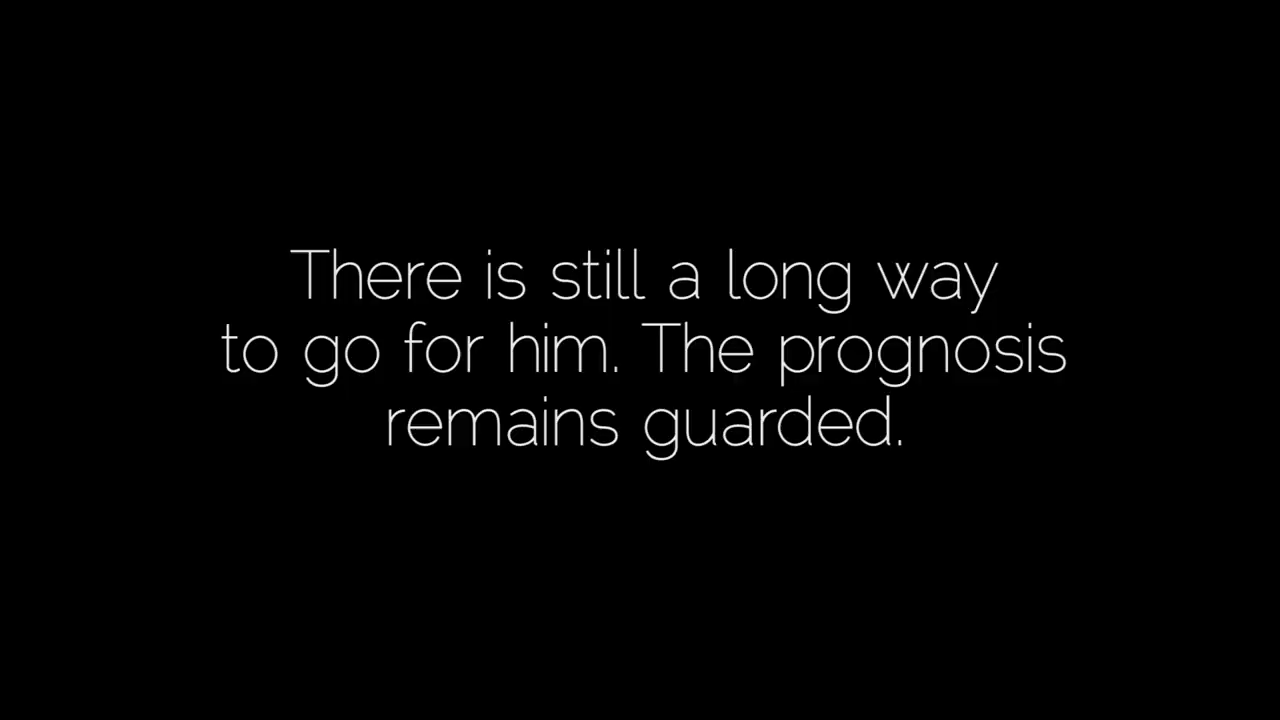 There is still a long way
to go for him. The prognosis
remains guarded.